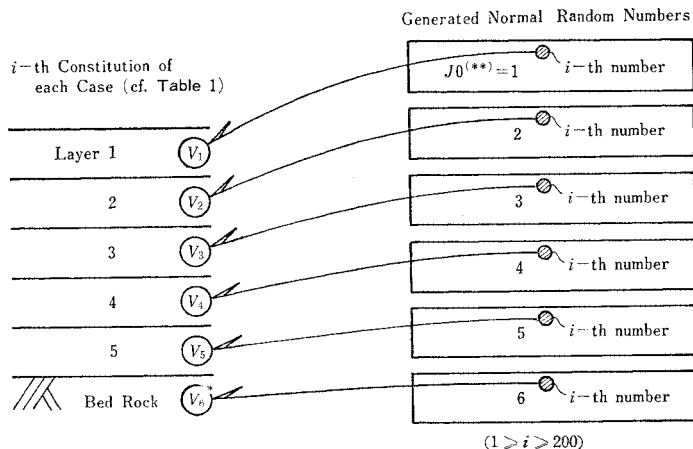 Generated Normal Random Numbers
i-th Constitution of
each Case (cf. Table 1)
J0(**)=1 i-th number
Layer 1 V1
2 i-th number
2 V2
3 i-th number
3 V3
4 i-th number
4 V4
5 i-th number
5 V5
6 i-th number
Bed Rock V6*
(1 ⩾ i ⩾ 200)